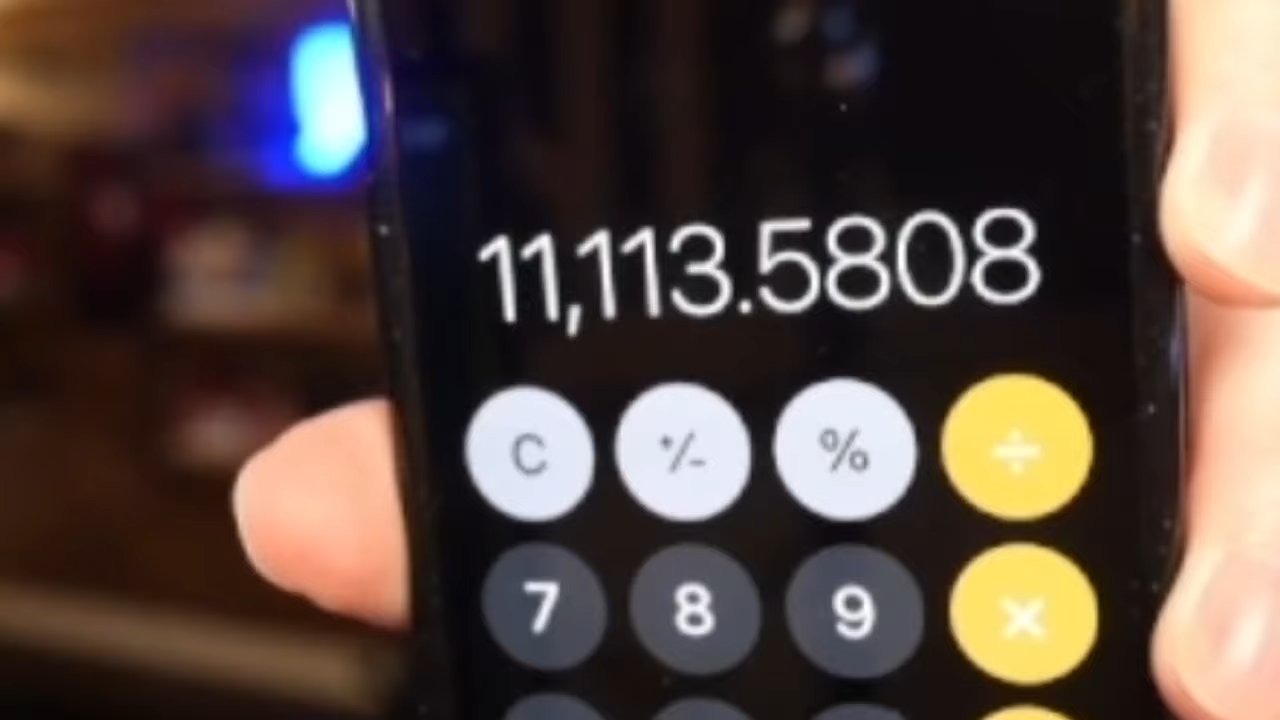 11,113.5808
C +/- % ÷
7 8 9 ×